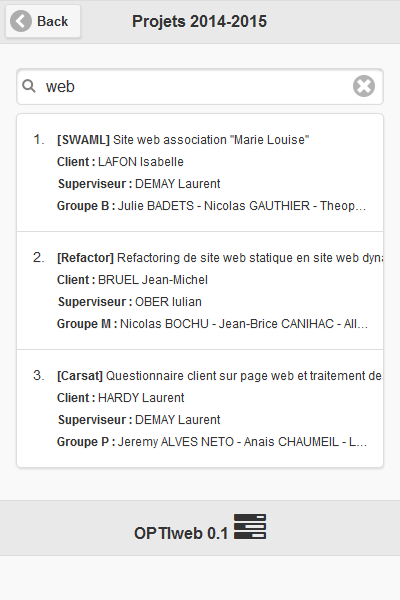 Back
Projets 2014-2015
web
1. [SWAML] Site web association "Marie Louise"
Client : LAFON Isabelle
Superviseur : DEMAY Laurent
Groupe B : Julie BADETS - Nicolas GAUTHIER - Theop...
2. [Refactor] Refactoring de site web statique en site web dyna
Client : BRUEL Jean-Michel
Superviseur : OBER Iulian
Groupe M : Nicolas BOCHU - Jean-Brice CANIHAC - All...
3. [Carsat] Questionnaire client sur page web et traitement de
Client : HARDY Laurent
Superviseur : DEMAY Laurent
Groupe P : Jeremy ALVES NETO - Anais CHAUMEIL - L...
OPTIweb 0.1